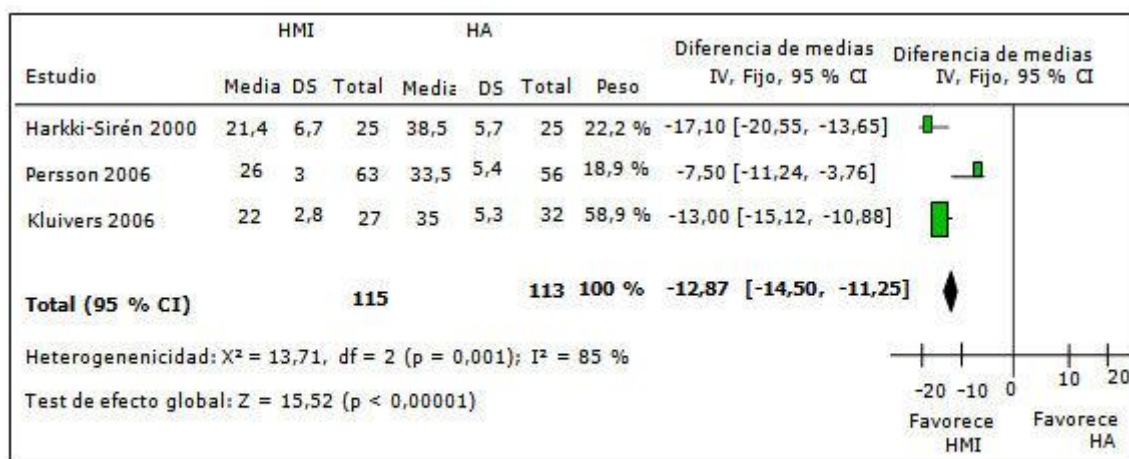 HMI HA
Diferencia de medias Diferencia de medias
Estudio IV, Fijo, 95 % CI IV, Fijo, 95 % CI
Media DS Total Media DS Total Peso
Harkki-Sirén 2000 21,4 6,7 25 38,5 5,7 25 22,2 % -17,10 [-20,55, -13,65]
Persson 2006 26 3 63 33,5 5,4 56 18,9 % -7,50 [-11,24, -3,76]
Kluivers 2006 22 2,8 27 35 5,3 32 58,9 % -13,00 [-15,12, -10,88]
Total (95 % CI) 115 113 100 % -12,87 [-14,50, -11,25]
Heterogenenicidad: X² = 13,71, df = 2 (p = 0,001); I² = 85 %
-20 -10 0 10 20
Test de efecto global: Z = 15,52 (p < 0,00001)
Favorece Favorece
HMI HA